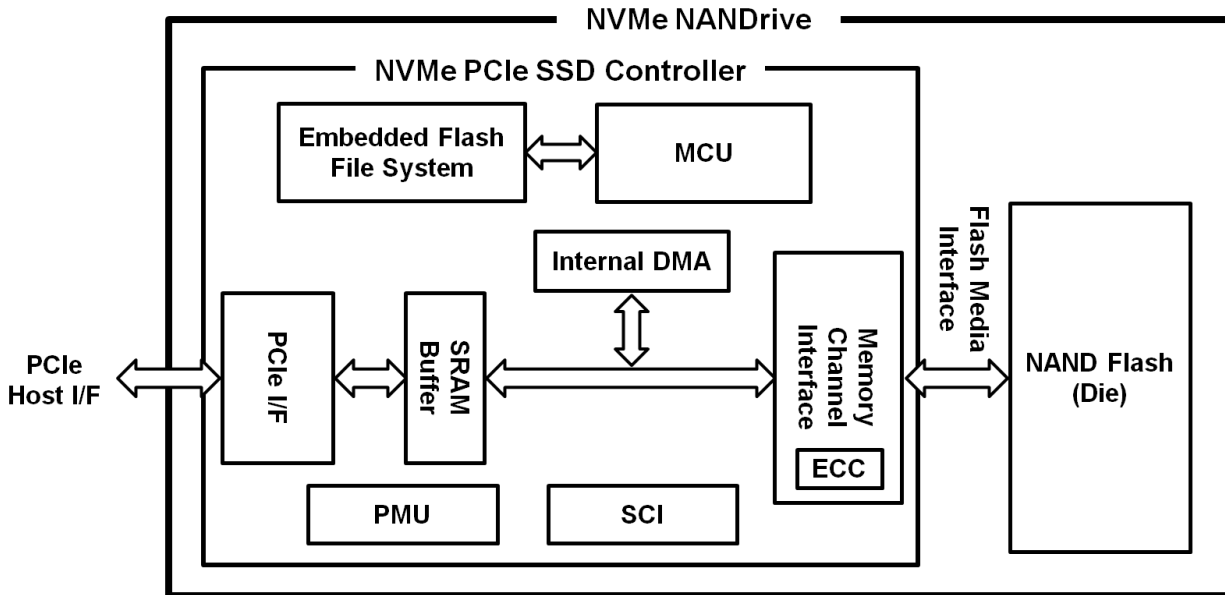 NVMe NANDrive
NVMe PCIe SSD Controller
Embedded Flash
File System
MCU
Internal DMA
Flash Media
Interface
PCIe
Host I/F
PCIe I/F
SRAM
Buffer
Memory
Channel
Interface
ECC
NAND Flash
(Die)
PMU
SCI